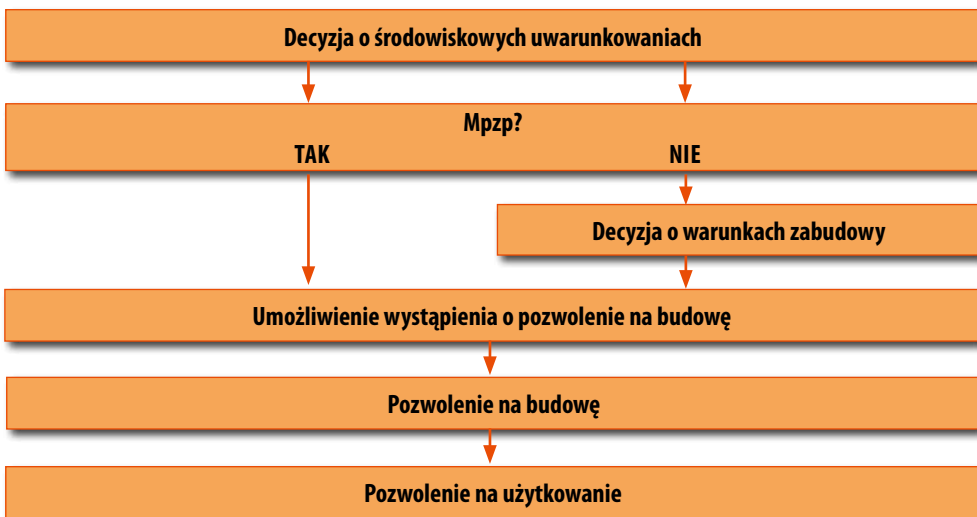 Decyzja o środowiskowych uwarunkowaniach
Mpzp?
TAK NIE
Decyzja o warunkach zabudowy
Umożliwienie wystąpienia o pozwolenie na budowę
Pozwolenie na budowę
Pozwolenie na użytkowanie